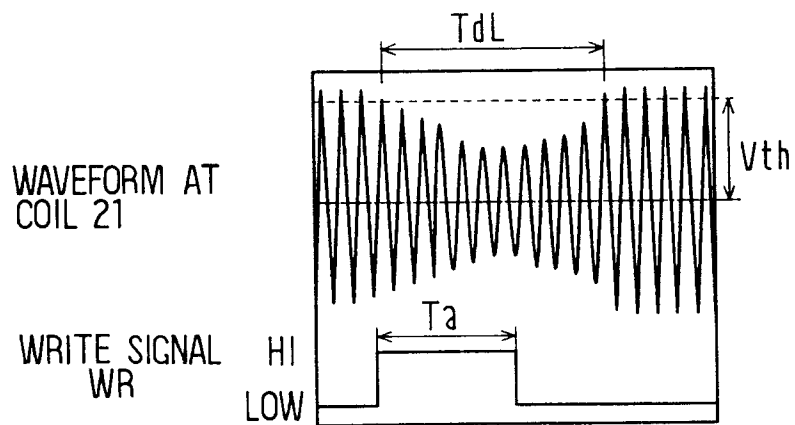 TdL
Vth
WAVEFORM AT
COIL 21
Ta
WRITE SIGNAL HI
WR
LOW